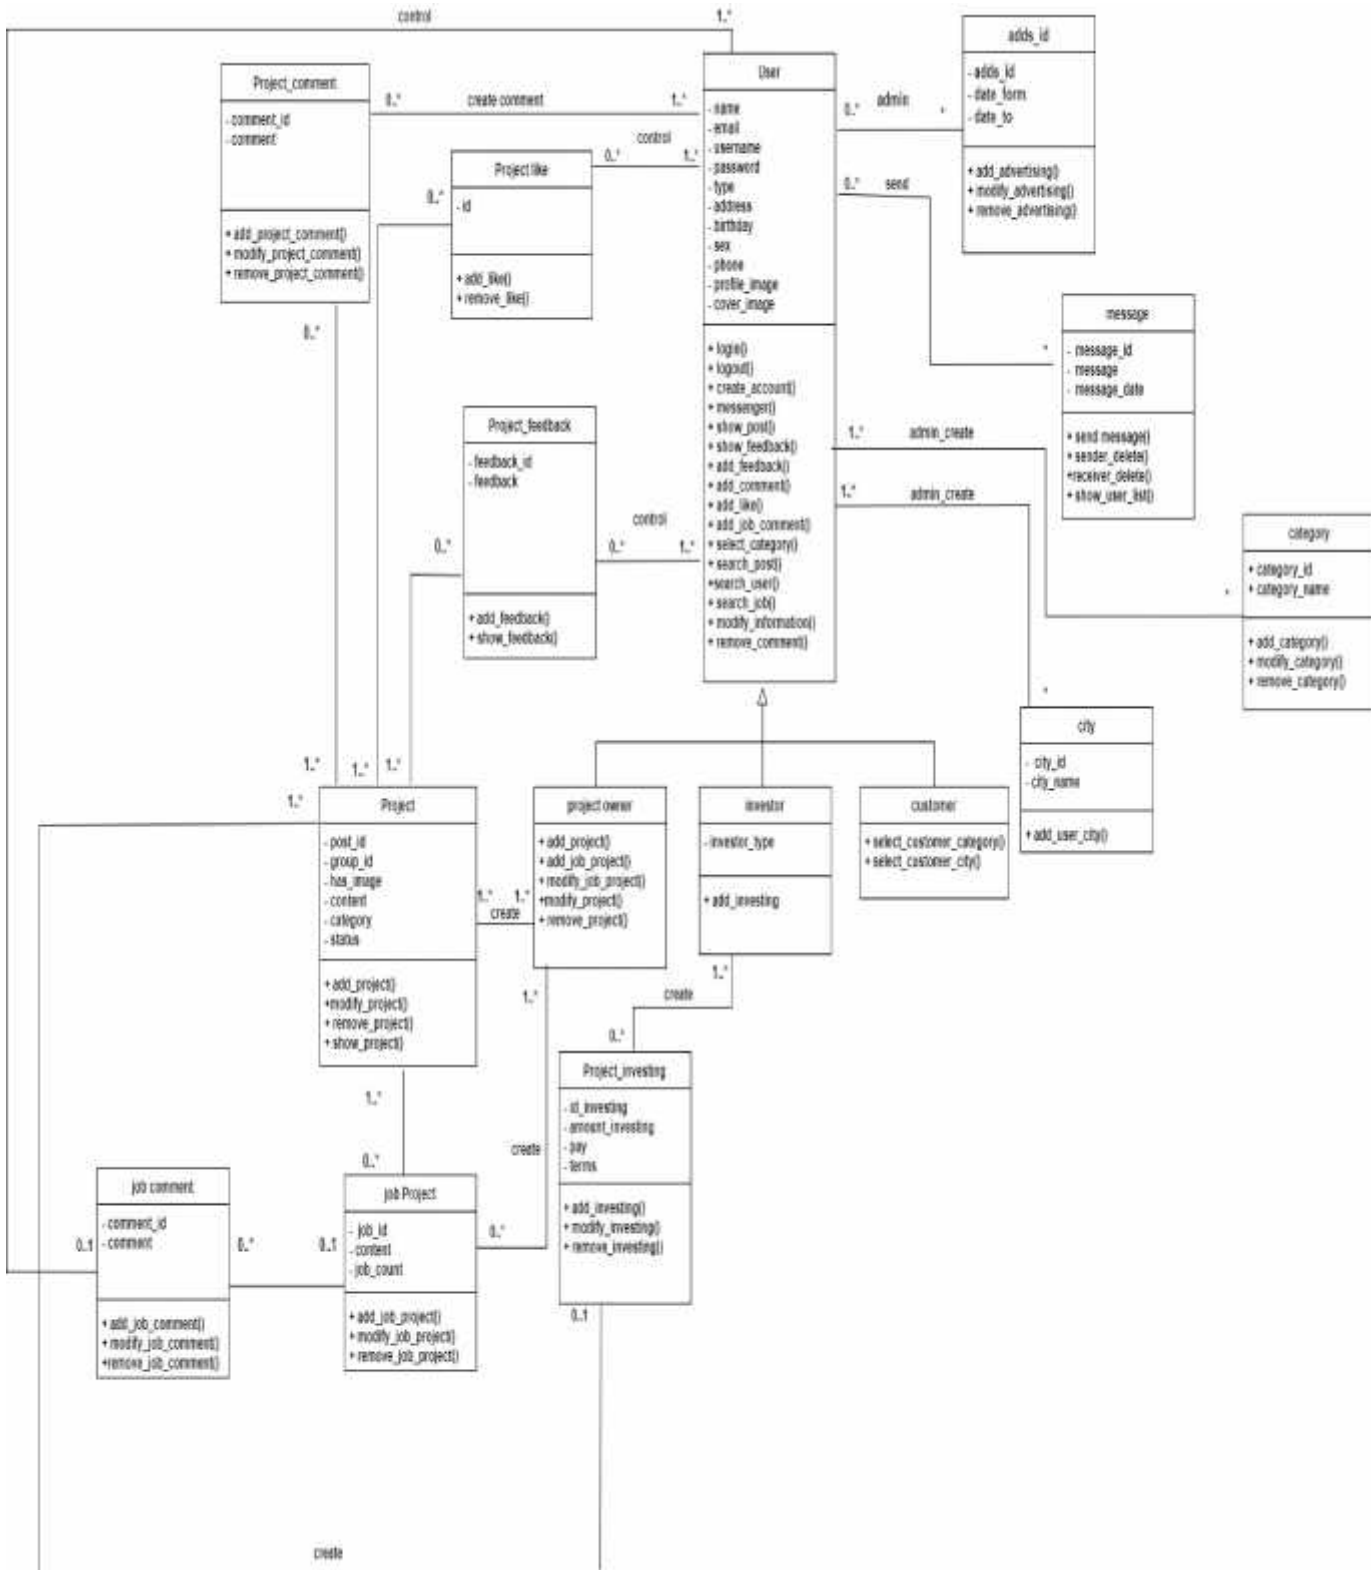 control
1..*
adds_id
- adds_id
- date_form
- date_to
+ add_advertising()
+ modify_advertising()
+ remove_advertising()
User
- name
- email
- username
- password
- type
- address
- birthday
- sex
- phone
- profile_image
- cover_image
+ login()
+ logout()
+ create_account()
+ messenger()
+ show_post()
+ show_feedback()
+ add_feedback()
+ add_comment()
+ add_like()
+ add_job_comment()
+ select_category()
+ search_post()
+search_user()
+ search_job()
+ modify_information()
+ remove_comment()
Project_comment
- comment_id
- comment
+ add_project_comment()
+ modify_project_comment()
+ remove_project_comment()
0..*
create comment
1..*
0..*
admin
*
control
0..*
1..*
Project like
- id
+ add_like()
+ remove_like()
0..*
0..*
send
*
message
- message_id
- message
- message_date
+ send message()
+ sender_delete()
+receiver_delete()
+ show_user_list()
0..*
Project_feedback
- feedback_id
- feedback
+ add_feedback()
+ show_feedback()
1..*
admin_create
*
1..*
admin_create
*
control
0..*
0..*
1..*
category
+ category_id
+ category_name
+ add_category()
+ modify_category()
+ remove_category()
city
- city_id
- city_name
+ add_user_city()
1..*
1..*
1..*
1..*
Project
- post_id
- group_id
- has_image
- content
- category
- status
+ add_project()
+modify_project()
+ remove_project()
+ show_project()
1..*
1..*
create
project owner
+ add_project()
+ add_job_project()
+ modify_job_project()
+modify_project()
+ remove_project()
investor
- investor_type
+ add_investing
customer
+ select_customer_category()
+ select_customer_city()
1..*
1..*
create
0..*
Project_investing
- id_investing
- amount_investing
- pay
- terms
+ add_investing()
+ modify_investing()
+ remove_investing()
0..1
1..*
0..*
create
0..*
job comment
- comment_id
- comment
+ add_job_comment()
+ modify_job_comment()
+remove_job_comment()
0..1
0..*
0..1
job Project
- job_id
- content
- job_count
+ add_job_project()
+ modify_job_project()
+ remove_job_project()
create